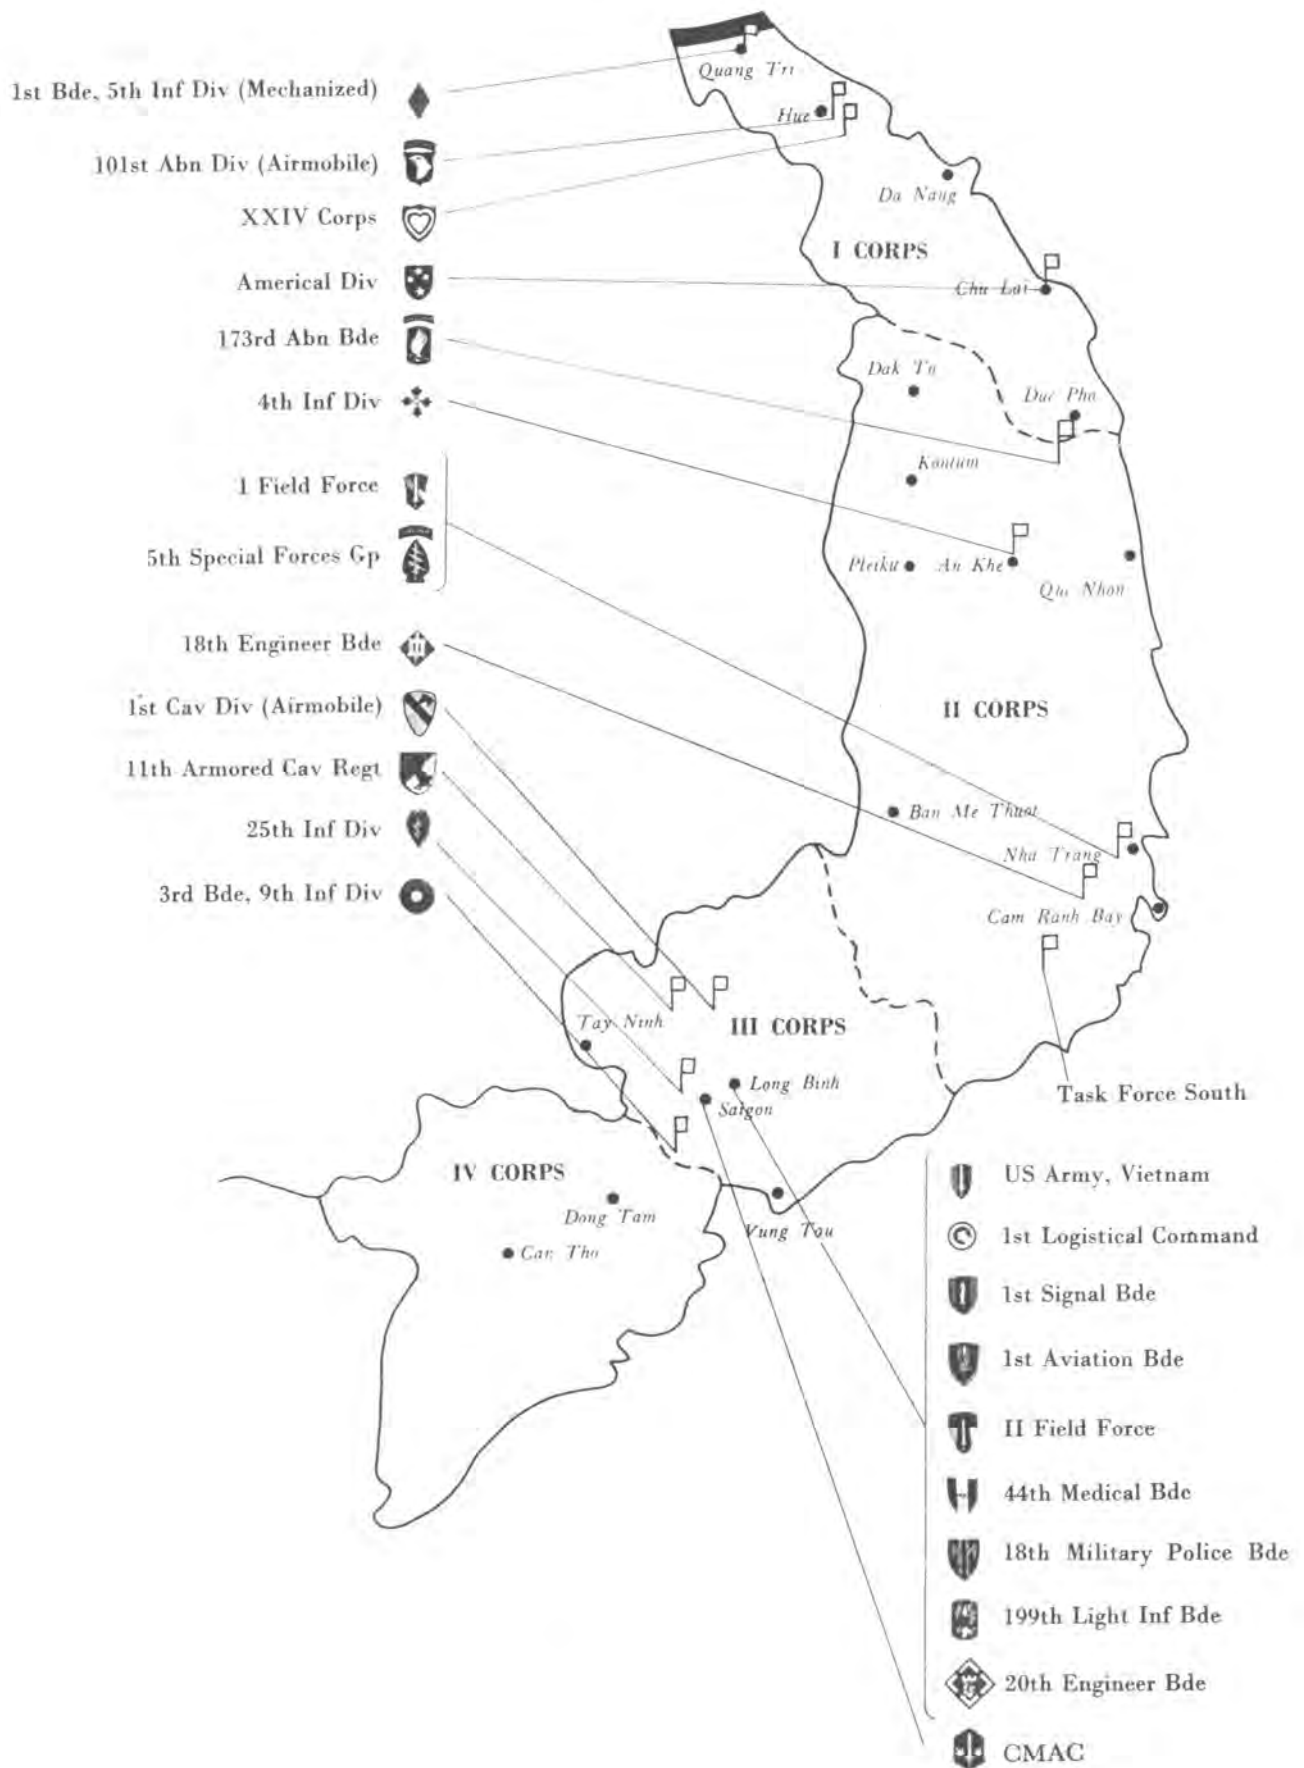 1st Bde, 5th Inf Div (Mechanized)
101st Abn Div (Airmobile)
XXIV Corps
Americal Div
173rd Abn Bde
4th Inf Div
1 Field Force
5th Special Forces Gp
18th Engineer Bde
1st Cav Div (Airmobile)
11th Armored Cav Regt
25th Inf Div
3rd Bde, 9th Inf Div
Quang Tri
Hue
Da Nang
I CORPS
Chu Lai
Dak To
Duc Pho
Kontum
Pleiku
An Khe
Qui Nhon
II CORPS
Ban Me Thuot
Nha Trang
Cam Ranh Bay
Tay Ninh
III CORPS
Long Binh
Saigon
Task Force South
IV CORPS
Dong Tam
Can Tho
Vung Tau
US Army, Vietnam
1st Logistical Command
1st Signal Bde
1st Aviation Bde
II Field Force
44th Medical Bde
18th Military Police Bde
199th Light Inf Bde
20th Engineer Bde
CMAC